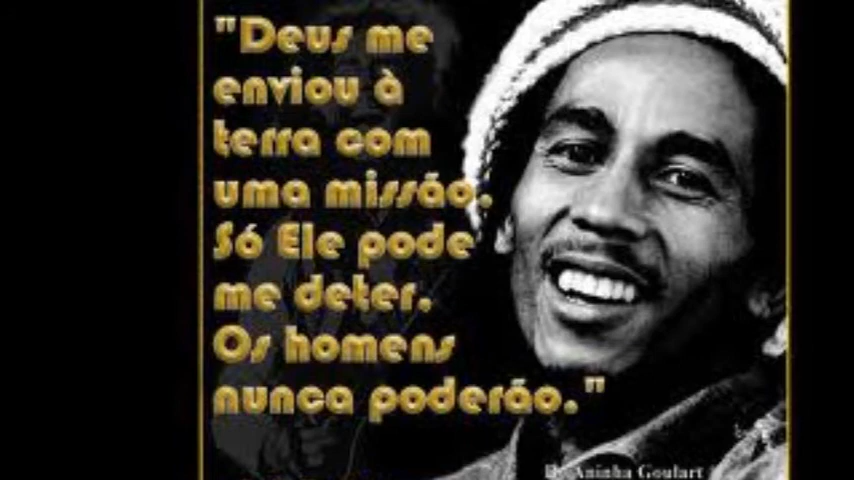 "Deus me
enviou à
terra com
uma missão.
Só Ele pode
me deter.
Os homens
nunca poderão."
By Aninha Goulart